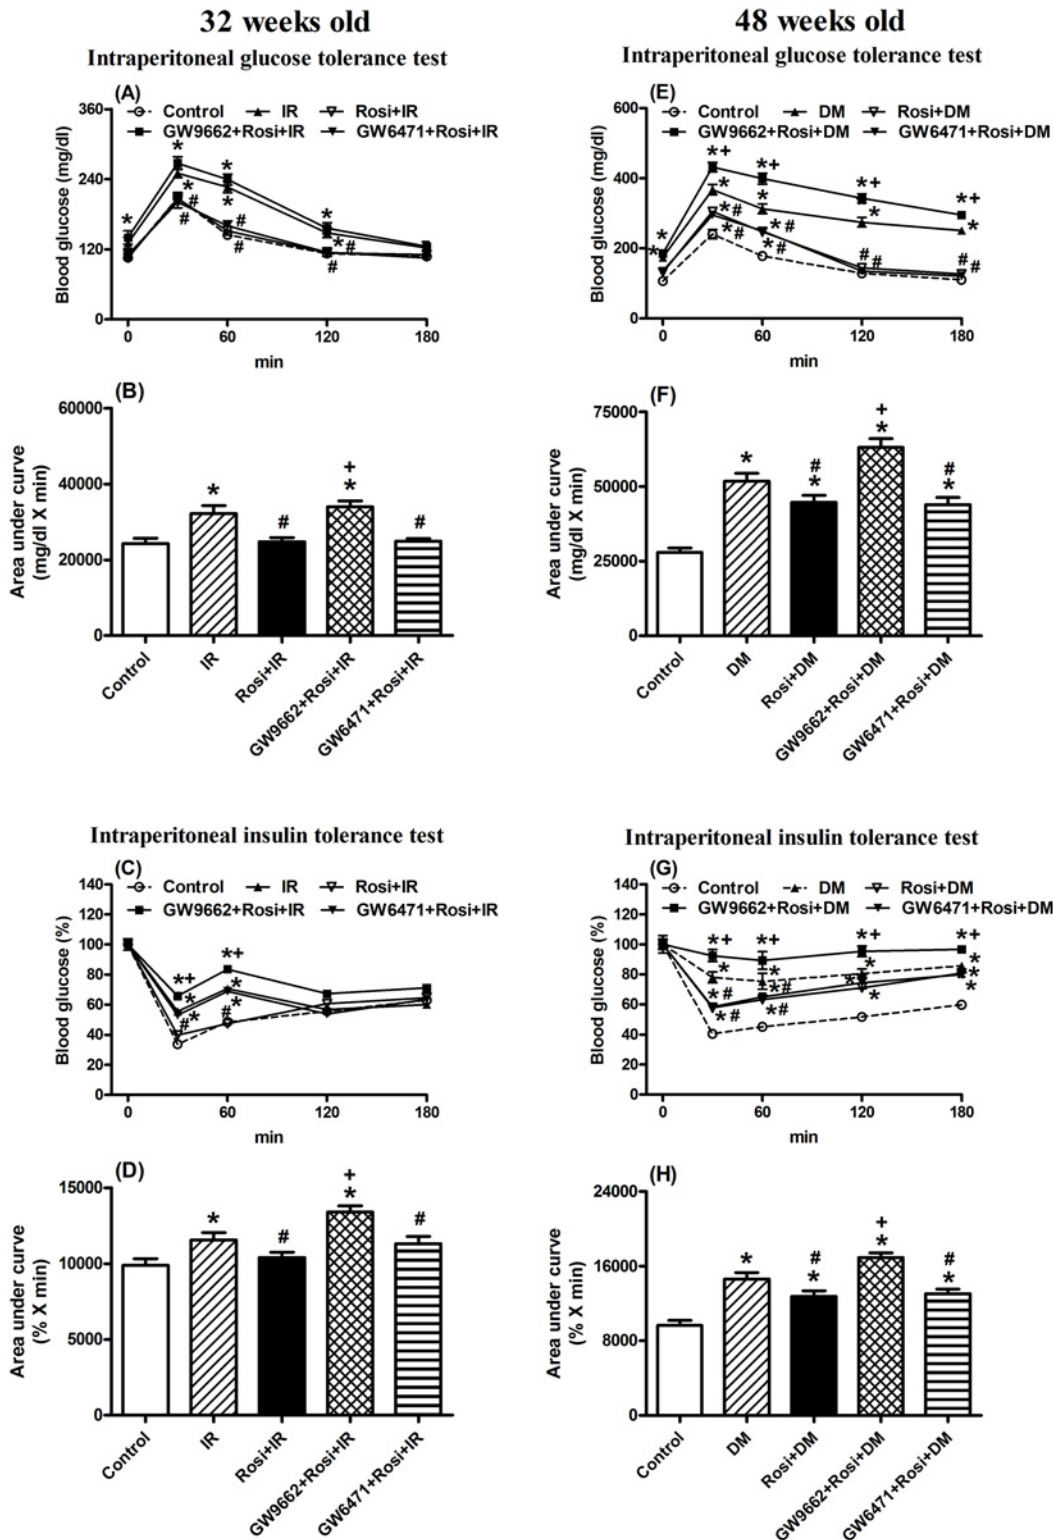 32 weeks old
Intraperitoneal glucose tolerance test
(A)
Control IR Rosi+IR
GW9662+Rosi+IR GW6471+Rosi+IR
Blood glucose (mg/dl)
360
240
120
0
* * * * * * *
# # # # # #
0 60 120 180
min
(B)
Area under curve
(mg/dl X min)
60000
40000
20000
0
* # + * #
Control IR Rosi+IR GW9662+Rosi+IR GW6471+Rosi+IR
Intraperitoneal insulin tolerance test
(C)
Control IR Rosi+IR
GW9662+Rosi+IR GW6471+Rosi+IR
Blood glucose (%)
140
120
100
80
60
40
20
0
*+ *+
* * *
# #
0 60 120 180
min
(D)
Area under curve
(% X min)
15000
10000
5000
0
* # + * #
Control IR Rosi+IR GW9662+Rosi+IR GW6471+Rosi+IR
48 weeks old
Intraperitoneal glucose tolerance test
(E)
Control DM Rosi+DM
GW9662+Rosi+DM GW6471+Rosi+DM
Blood glucose (mg/dl)
600
400
200
0
*+ *+ *+ *+
* * * * * *
*# *# *# *#
# # # #
0 60 120 180
min
(F)
Area under curve
(mg/dl X min)
75000
50000
25000
0
* # * + * # *
Control DM Rosi+DM GW9662+Rosi+DM GW6471+Rosi+DM
Intraperitoneal insulin tolerance test
(G)
Control DM Rosi+DM
GW9662+Rosi+DM GW6471+Rosi+DM
Blood glucose (%)
140
120
100
80
60
40
20
0
*+ *+ *+ *+
* * * *
*# *# * *
*# *# * *
0 60 120 180
min
(H)
Area under curve
(% X min)
24000
16000
8000
0
* # * + * # *
Control DM Rosi+DM GW9662+Rosi+DM GW6471+Rosi+DM